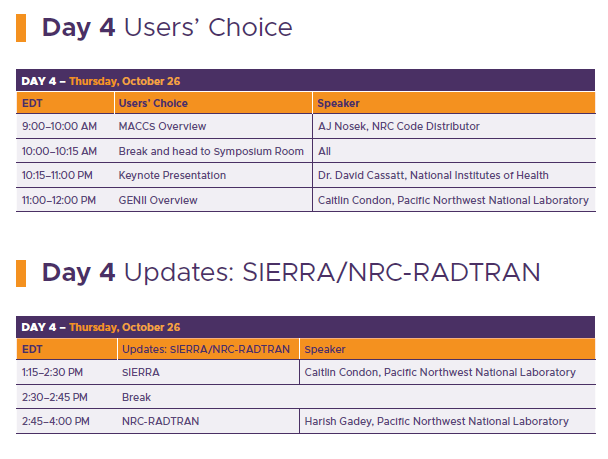 Day 4 Users' Choice
DAY 4 – Thursday, October 26
EDT Users' Choice Speaker
9:00–10:00 AM MACCS Overview AJ Nosek, NRC Code Distributor
10:00–10:15 AM Break and head to Symposium Room All
10:15–11:00 PM Keynote Presentation Dr. David Cassatt, National Institutes of Health
11:00–12:00 PM GENII Overview Caitlin Condon, Pacific Northwest National Laboratory
Day 4 Updates: SIERRA/NRC-RADTRAN
DAY 4 – Thursday, October 26
EDT Updates: SIERRA/NRC-RADTRAN Speaker
1:15–2:30 PM SIERRA Caitlin Condon, Pacific Northwest National Laboratory
2:30–2:45 PM Break
2:45–4:00 PM NRC-RADTRAN Harish Gadey, Pacific Northwest National Laboratory